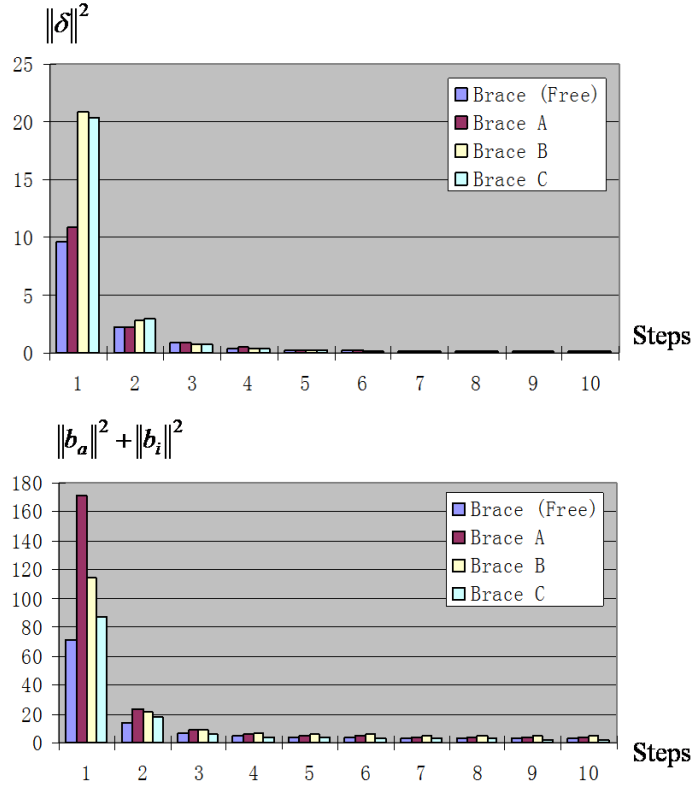 ‖δ‖²
25
20
15
10
5
0
Brace (Free)
Brace A
Brace B
Brace C
Steps
1 2 3 4 5 6 7 8 9 10
‖b_a‖² + ‖b_i‖²
180
160
140
120
100
80
60
40
20
0
Brace (Free)
Brace A
Brace B
Brace C
Steps
1 2 3 4 5 6 7 8 9 10